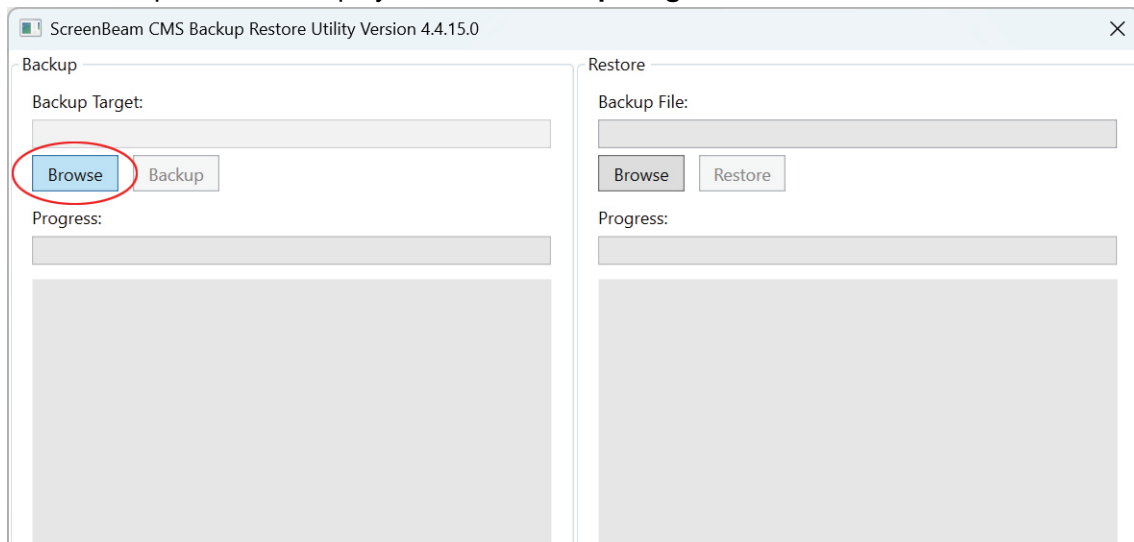 ScreenBeam CMS Backup Restore Utility Version 4.4.15.0
Backup
Backup Target:
Browse
Backup
Progress:
Restore
Backup File:
Browse
Restore
Progress: